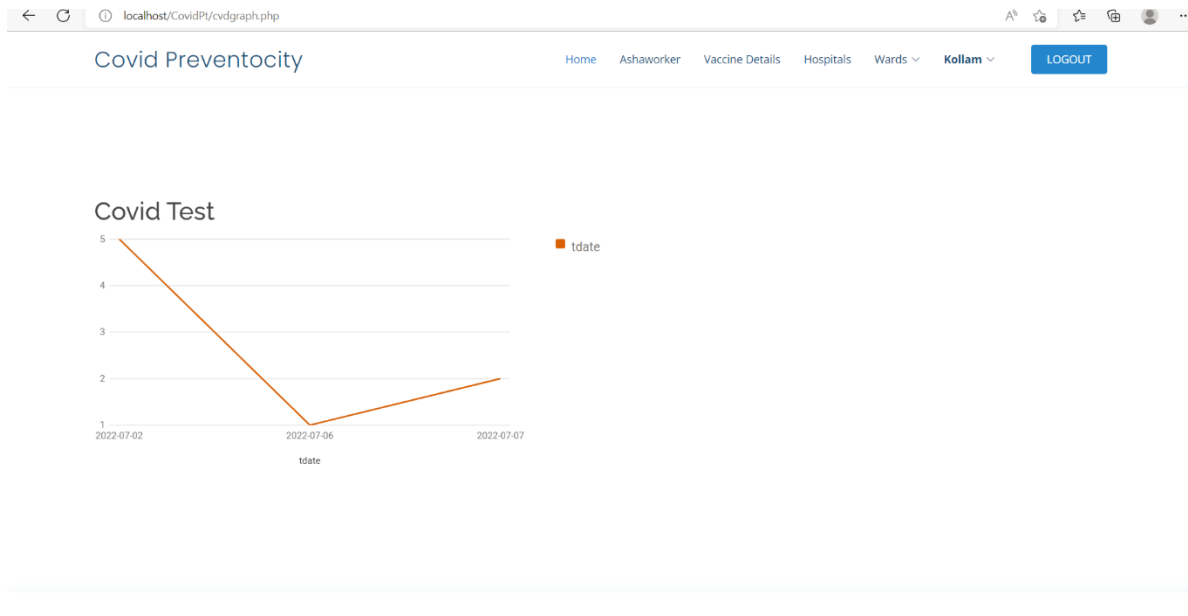 localhost/CovidPt/cvdgraph.php
Covid Preventocity
Home Ashaworker Vaccine Details Hospitals Wards Kollam LOGOUT
Covid Test
5
tdate
4
3
2
1
2022-07-02 2022-07-06 2022-07-07
tdate